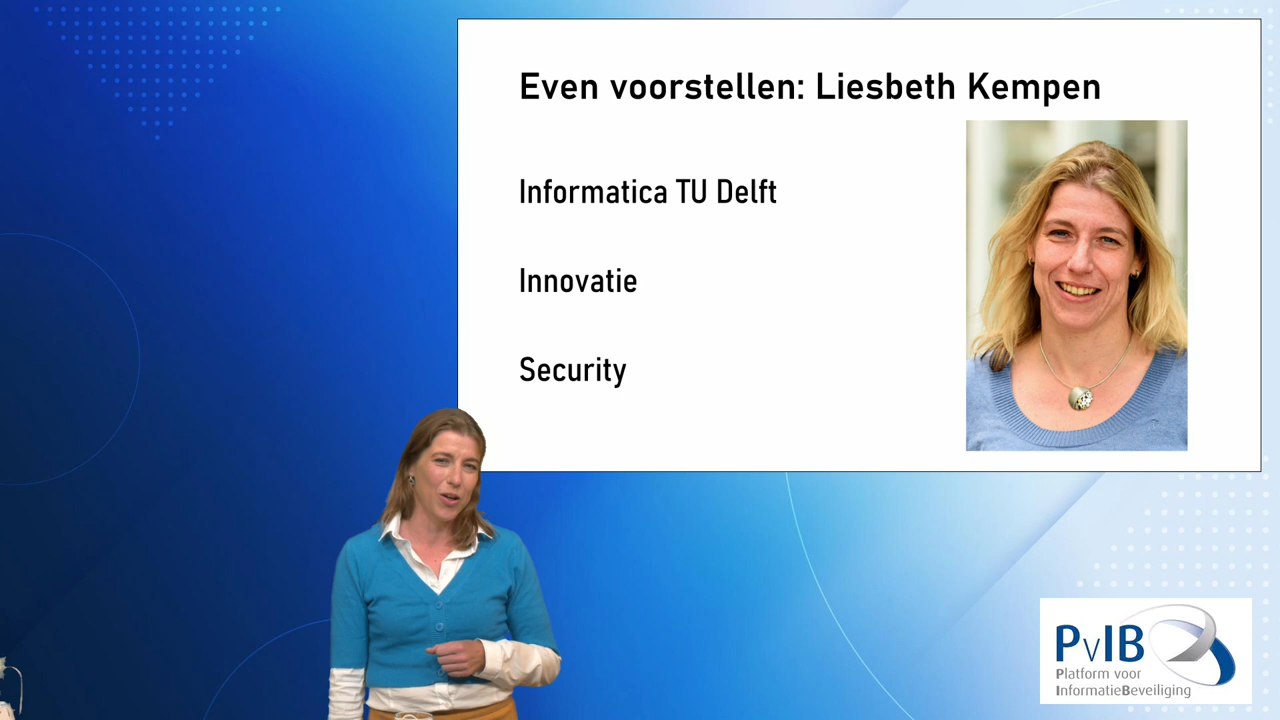 Even voorstellen: Liesbeth Kempen
Informatica TU Delft
Innovatie
Security
PvIB
Platform voor
InformatieBeveiliging